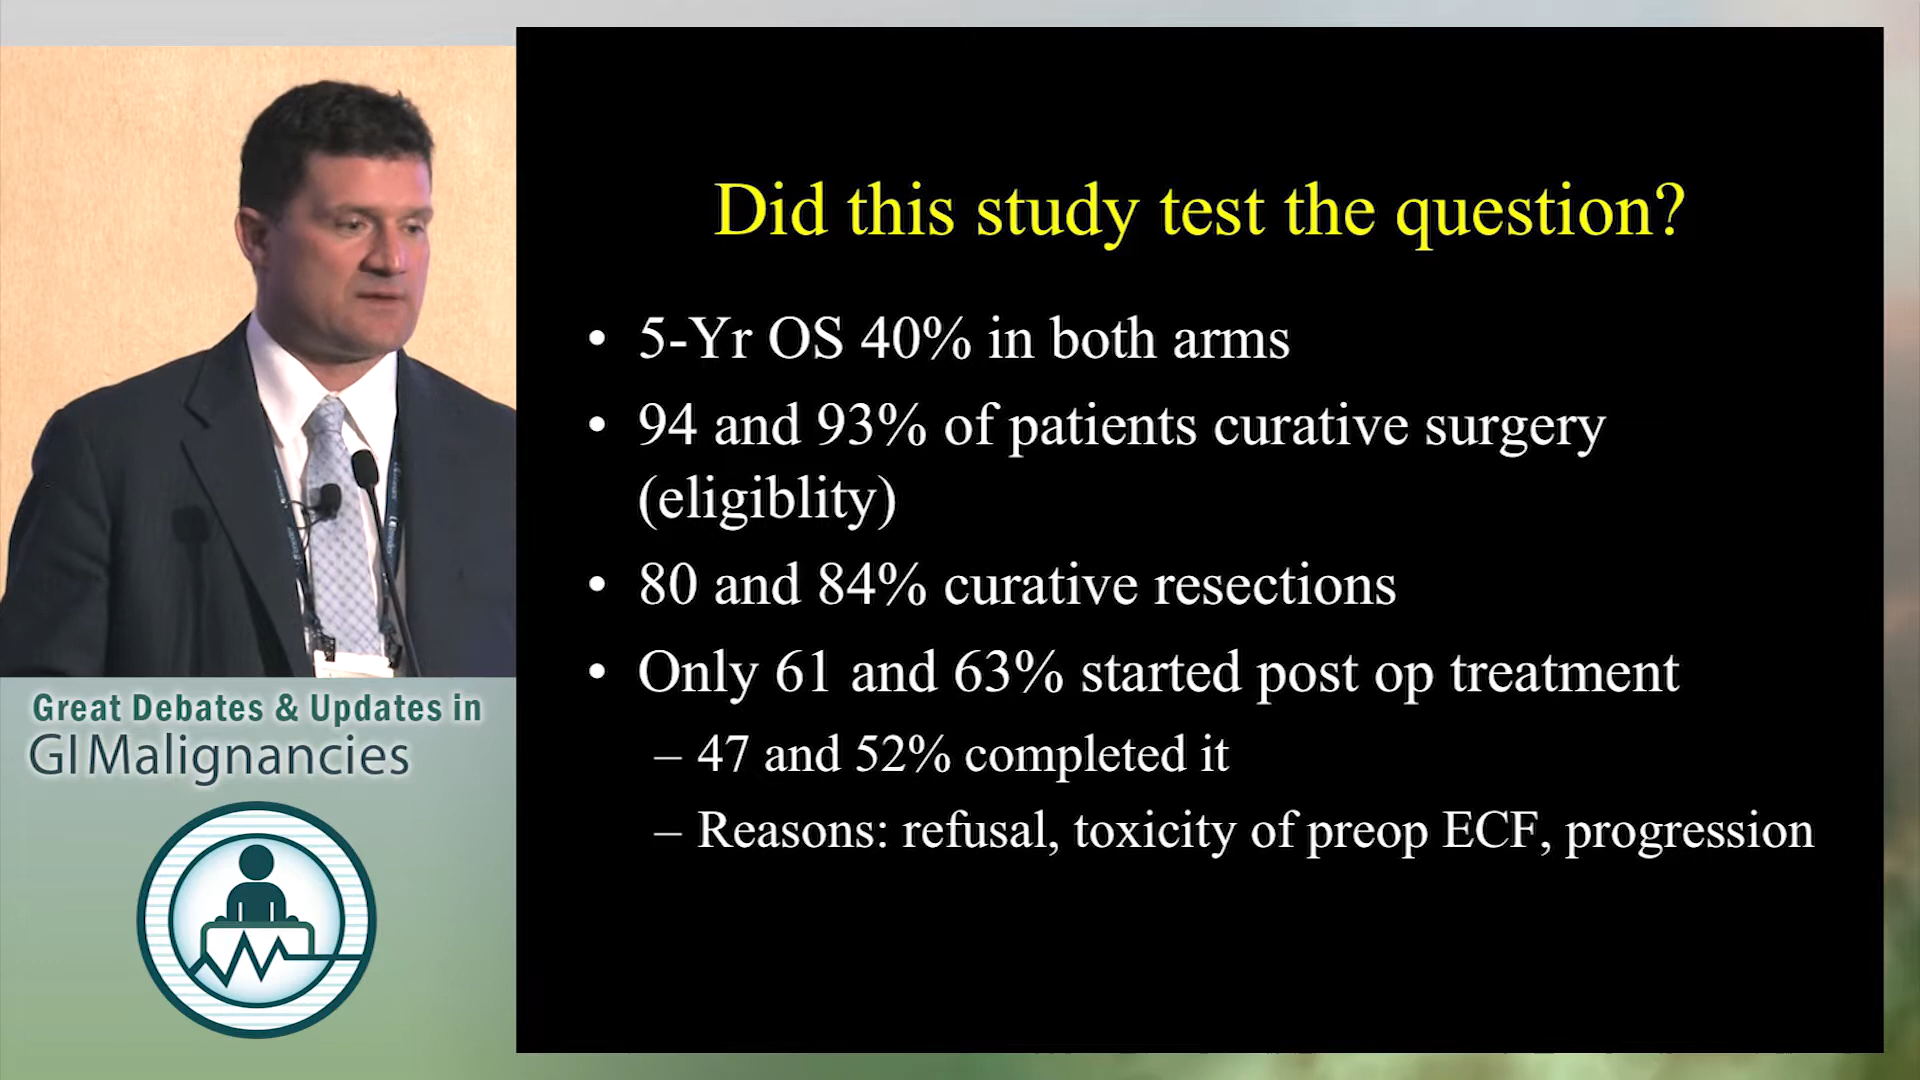 Did this study test the question?
• 5-Yr OS 40% in both arms
• 94 and 93% of patients curative surgery
(eligiblity)
• 80 and 84% curative resections
• Only 61 and 63% started post op treatment
– 47 and 52% completed it
– Reasons: refusal, toxicity of preop ECF, progression
Great Debates & Updates in
GI Malignancies